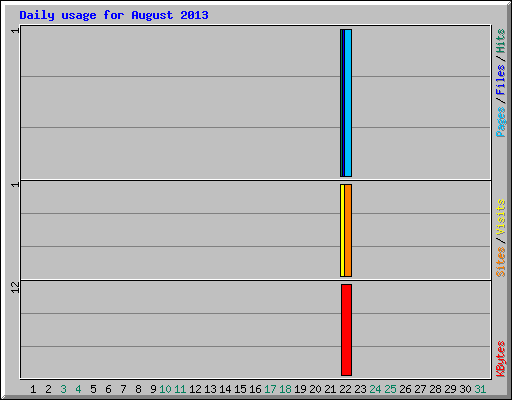 Daily usage for August 2013
1
Pages / Files / Hits
1
Sites / Visits
12
KBytes
1 2 3 4 5 6 7 8 9 10 11 12 13 14 15 16 17 18 19 20 21 22 23 24 25 26 27 28 29 30 31